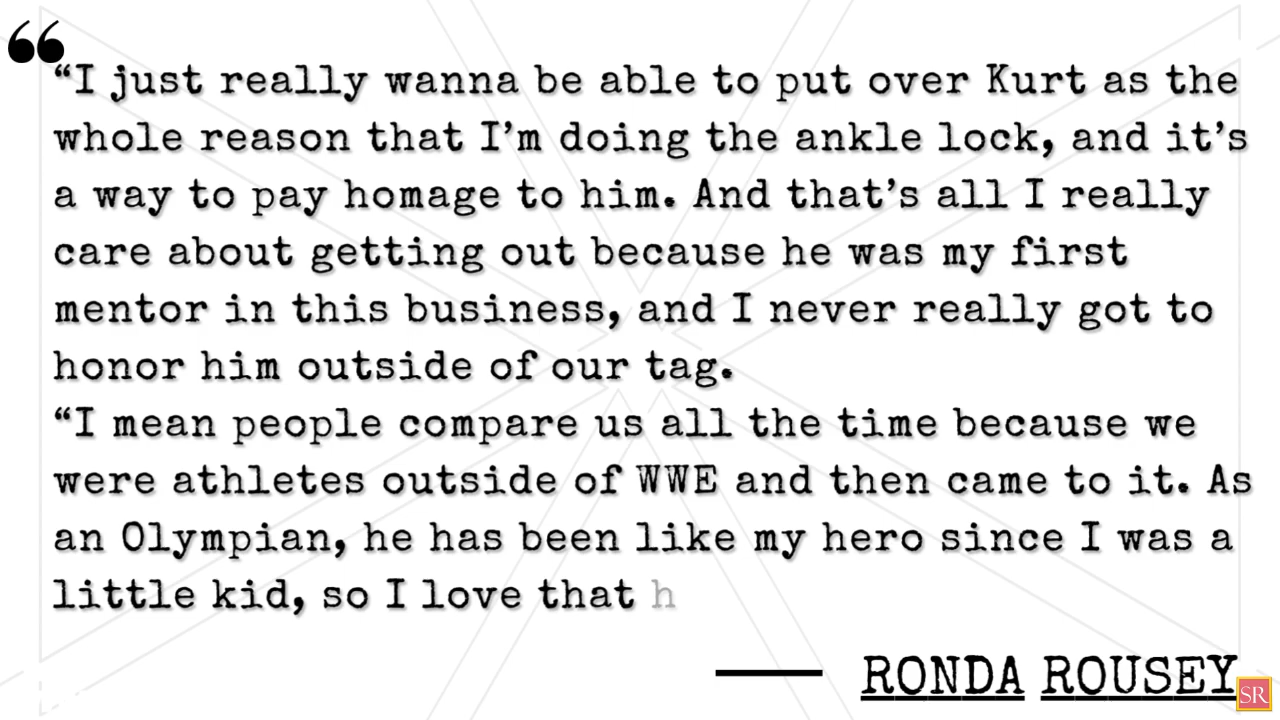 “
“I just really wanna be able to put over Kurt as the
whole reason that I’m doing the ankle lock, and it’s
a way to pay homage to him. And that’s all I really
care about getting out because he was my first
mentor in this business, and I never really got to
honor him outside of our tag.
“I mean people compare us all the time because we
were athletes outside of WWE and then came to it. As
an Olympian, he has been like my hero since I was a
little kid, so I love that h
—— RONDA ROUSEY
SR